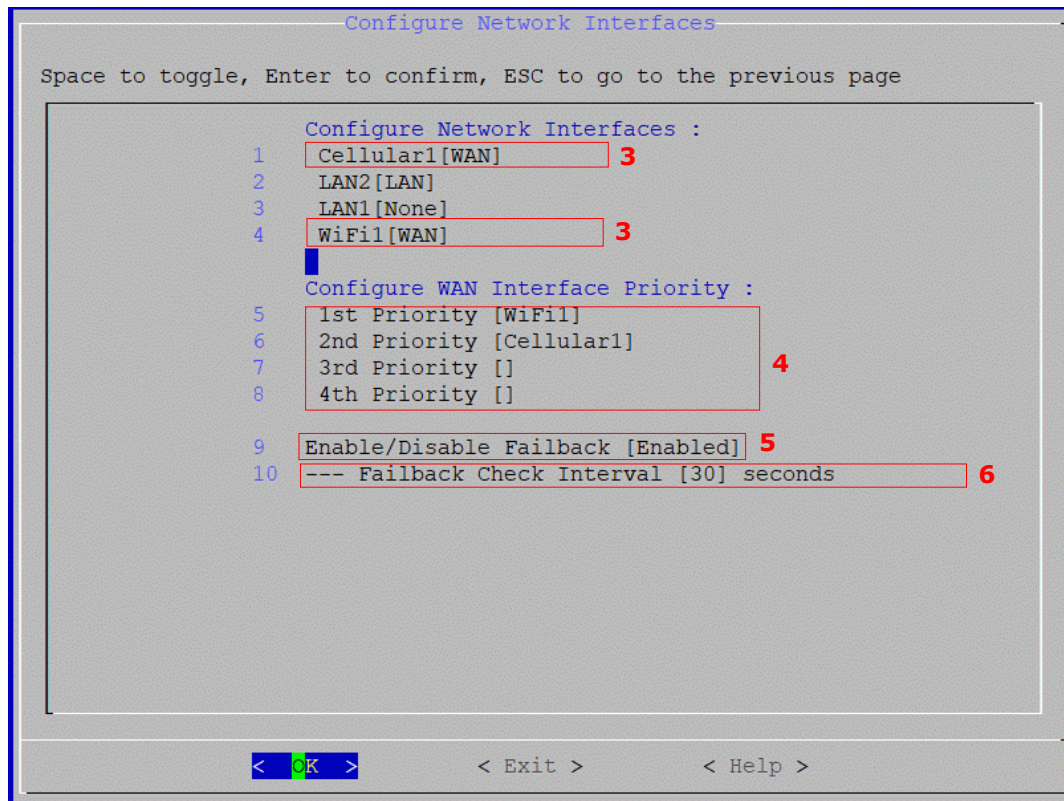 Configure Network Interfaces
Space to toggle, Enter to confirm, ESC to go to the previous page
Configure Network Interfaces :
1 Cellular1[WAN] 3
2 LAN2[LAN]
3 LAN1[None]
4 WiFi1[WAN] 3
Configure WAN Interface Priority :
5 1st Priority [WiFi1]
6 2nd Priority [Cellular1]
7 3rd Priority [] 4
8 4th Priority []
9 Enable/Disable Failback [Enabled] 5
10 --- Failback Check Interval [30] seconds 6
< OK > < Exit > < Help >